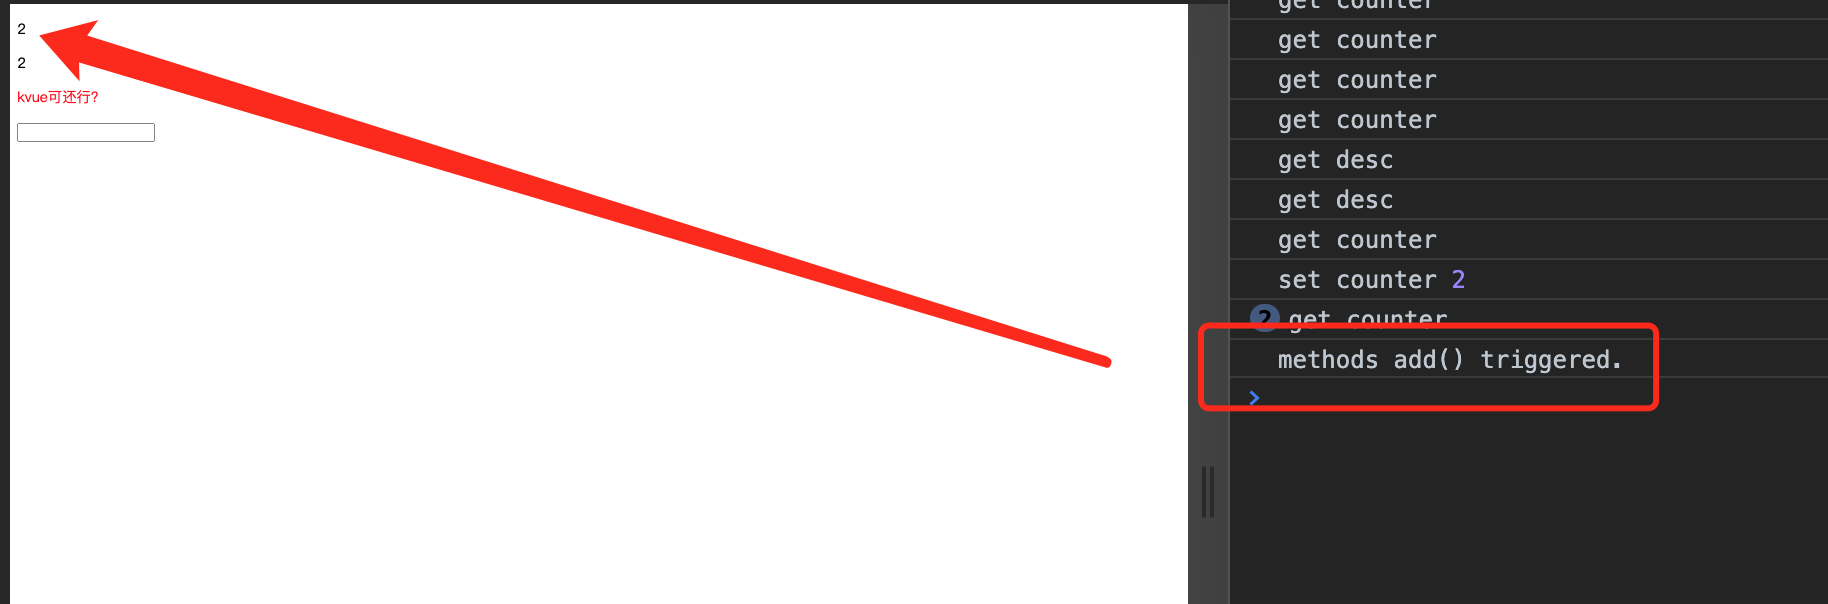 2
2
kvue可还行?
get counter
get counter
get counter
get counter
get desc
get desc
get counter
set counter 2
2 get counter
methods add() triggered.